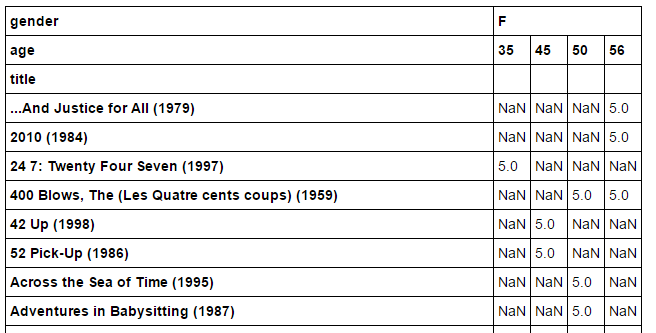 gender F
age 35 45 50 56
title
...And Justice for All (1979) NaN NaN NaN 5.0
2010 (1984) NaN NaN NaN 5.0
24 7: Twenty Four Seven (1997) 5.0 NaN NaN NaN
400 Blows, The (Les Quatre cents coups) (1959) NaN NaN 5.0 5.0
42 Up (1998) NaN 5.0 NaN NaN
52 Pick-Up (1986) NaN 5.0 NaN NaN
Across the Sea of Time (1995) NaN NaN 5.0 NaN
Adventures in Babysitting (1987) NaN NaN 5.0 NaN